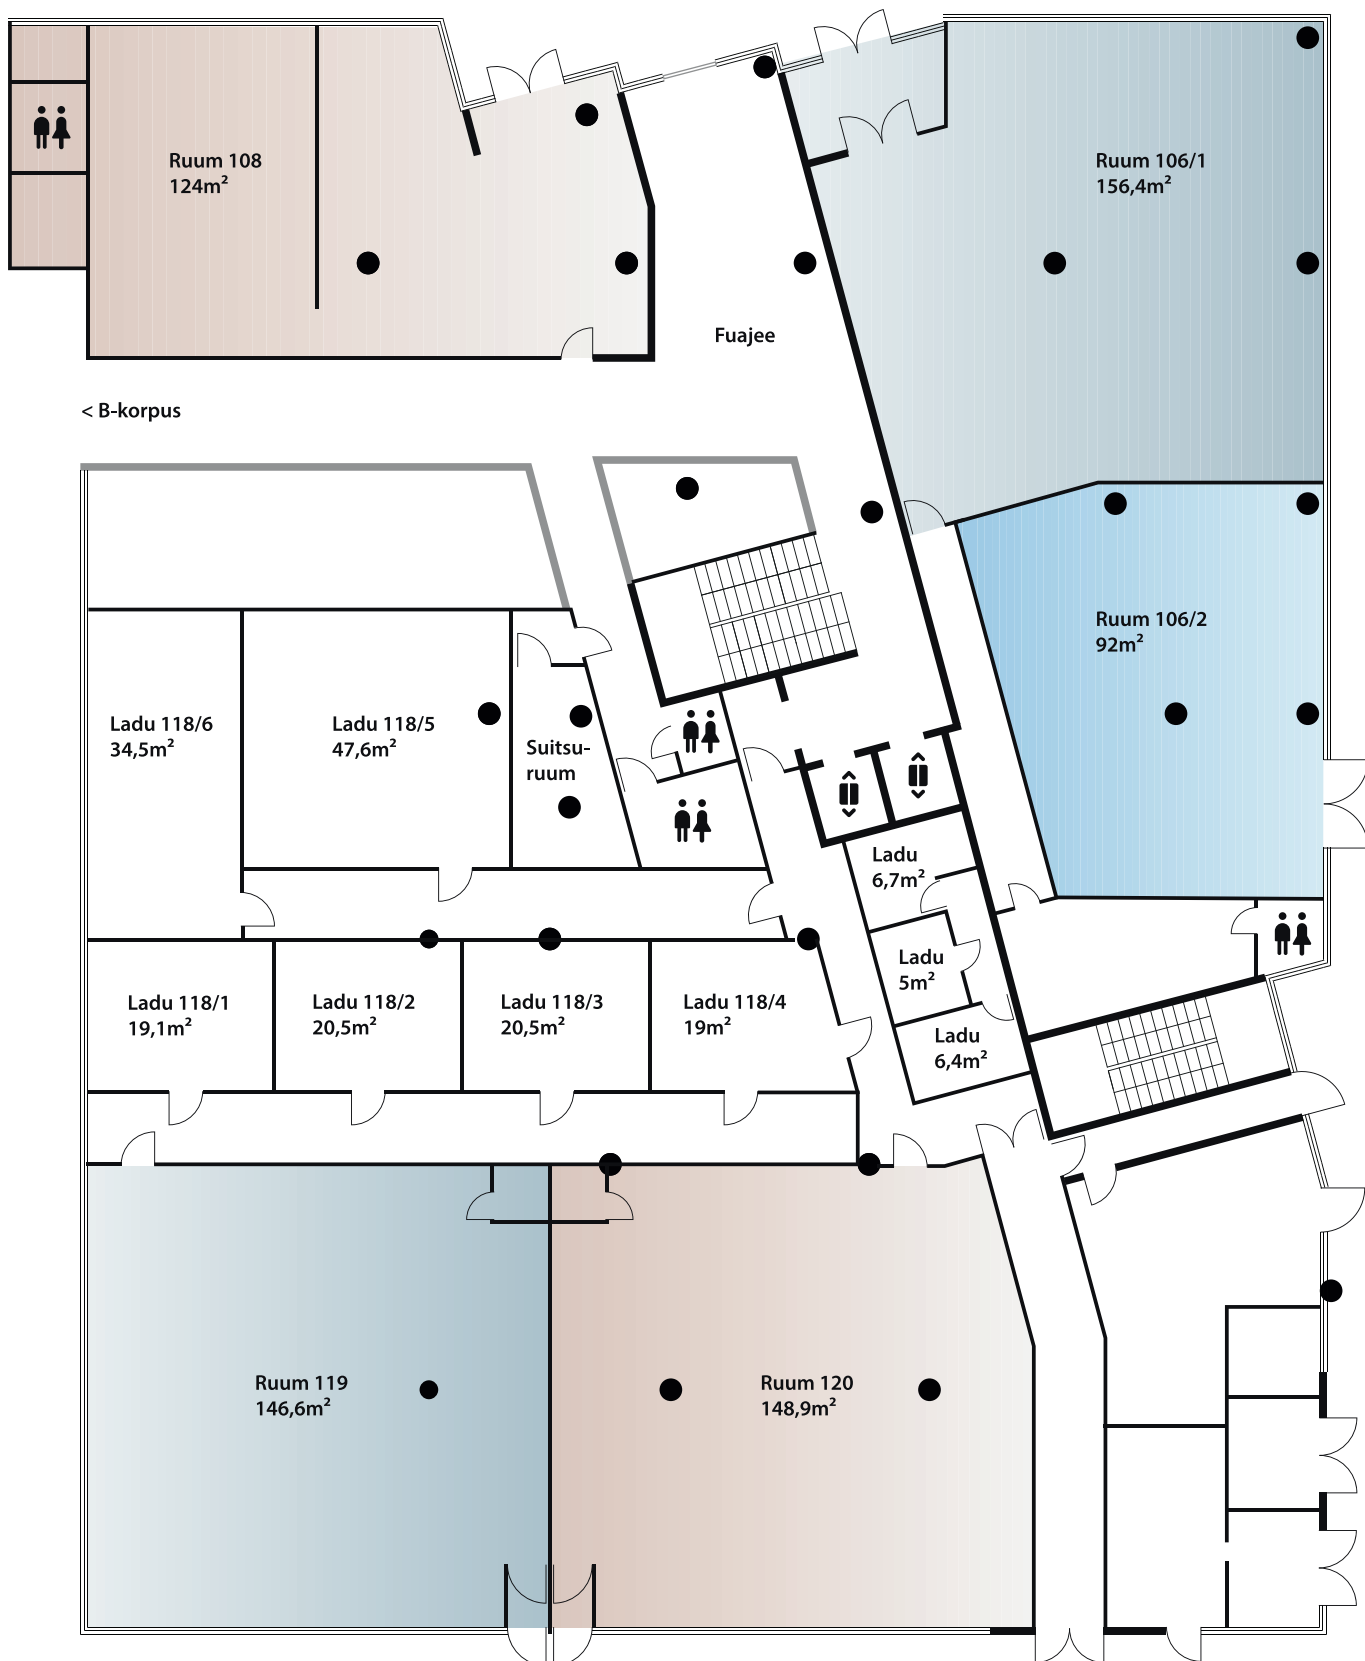 Ruum 108
124m²
Ruum 106/1
156,4m²
Fuajee
< B-korpus
Ruum 106/2
92m²
Ladu 118/6
34,5m²
Ladu 118/5
47,6m²
Suitsu-
ruum
Ladu
6,7m²
Ladu
5m²
Ladu
6,4m²
Ladu 118/1
19,1m²
Ladu 118/2
20,5m²
Ladu 118/3
20,5m²
Ladu 118/4
19m²
Ruum 119
146,6m²
Ruum 120
148,9m²